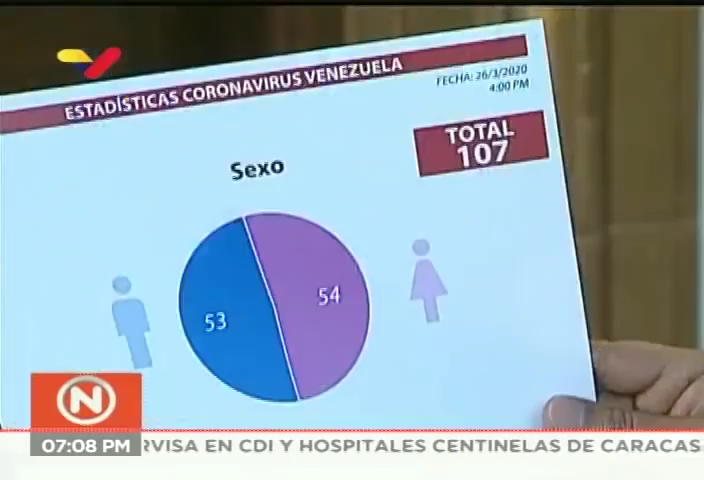 ESTADÍSTICAS CORONAVIRUS VENEZUELA
FECHA: 26/3/2020
4:00 PM
TOTAL
107
Sexo
53
54
N
07:08 PM
RVISA EN CDI Y HOSPITALES CENTINELAS DE CARACAS